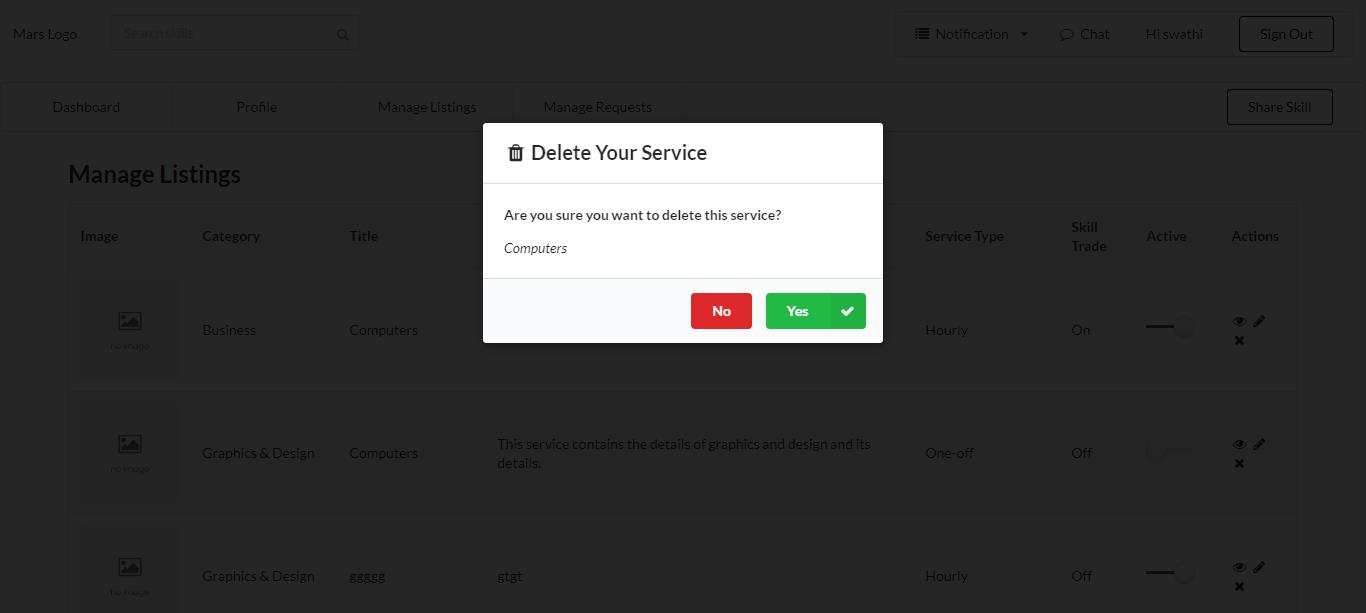 Mars Logo
Search skills
Notification
Chat
Hi swathi
Sign Out
Dashboard
Profile
Manage Listings
Manage Requests
Share Skill
Delete Your Service
Are you sure you want to delete this service?
Computers
No
Yes
Manage Listings
Image
Category
Title
Service Type
Skill
Trade
Active
Actions
no image
Business
Computers
Hourly
On
no image
Graphics & Design
Computers
This service contains the details of graphics and design and its
details.
One-off
Off
no image
Graphics & Design
ggggg
gtgt
Hourly
Off